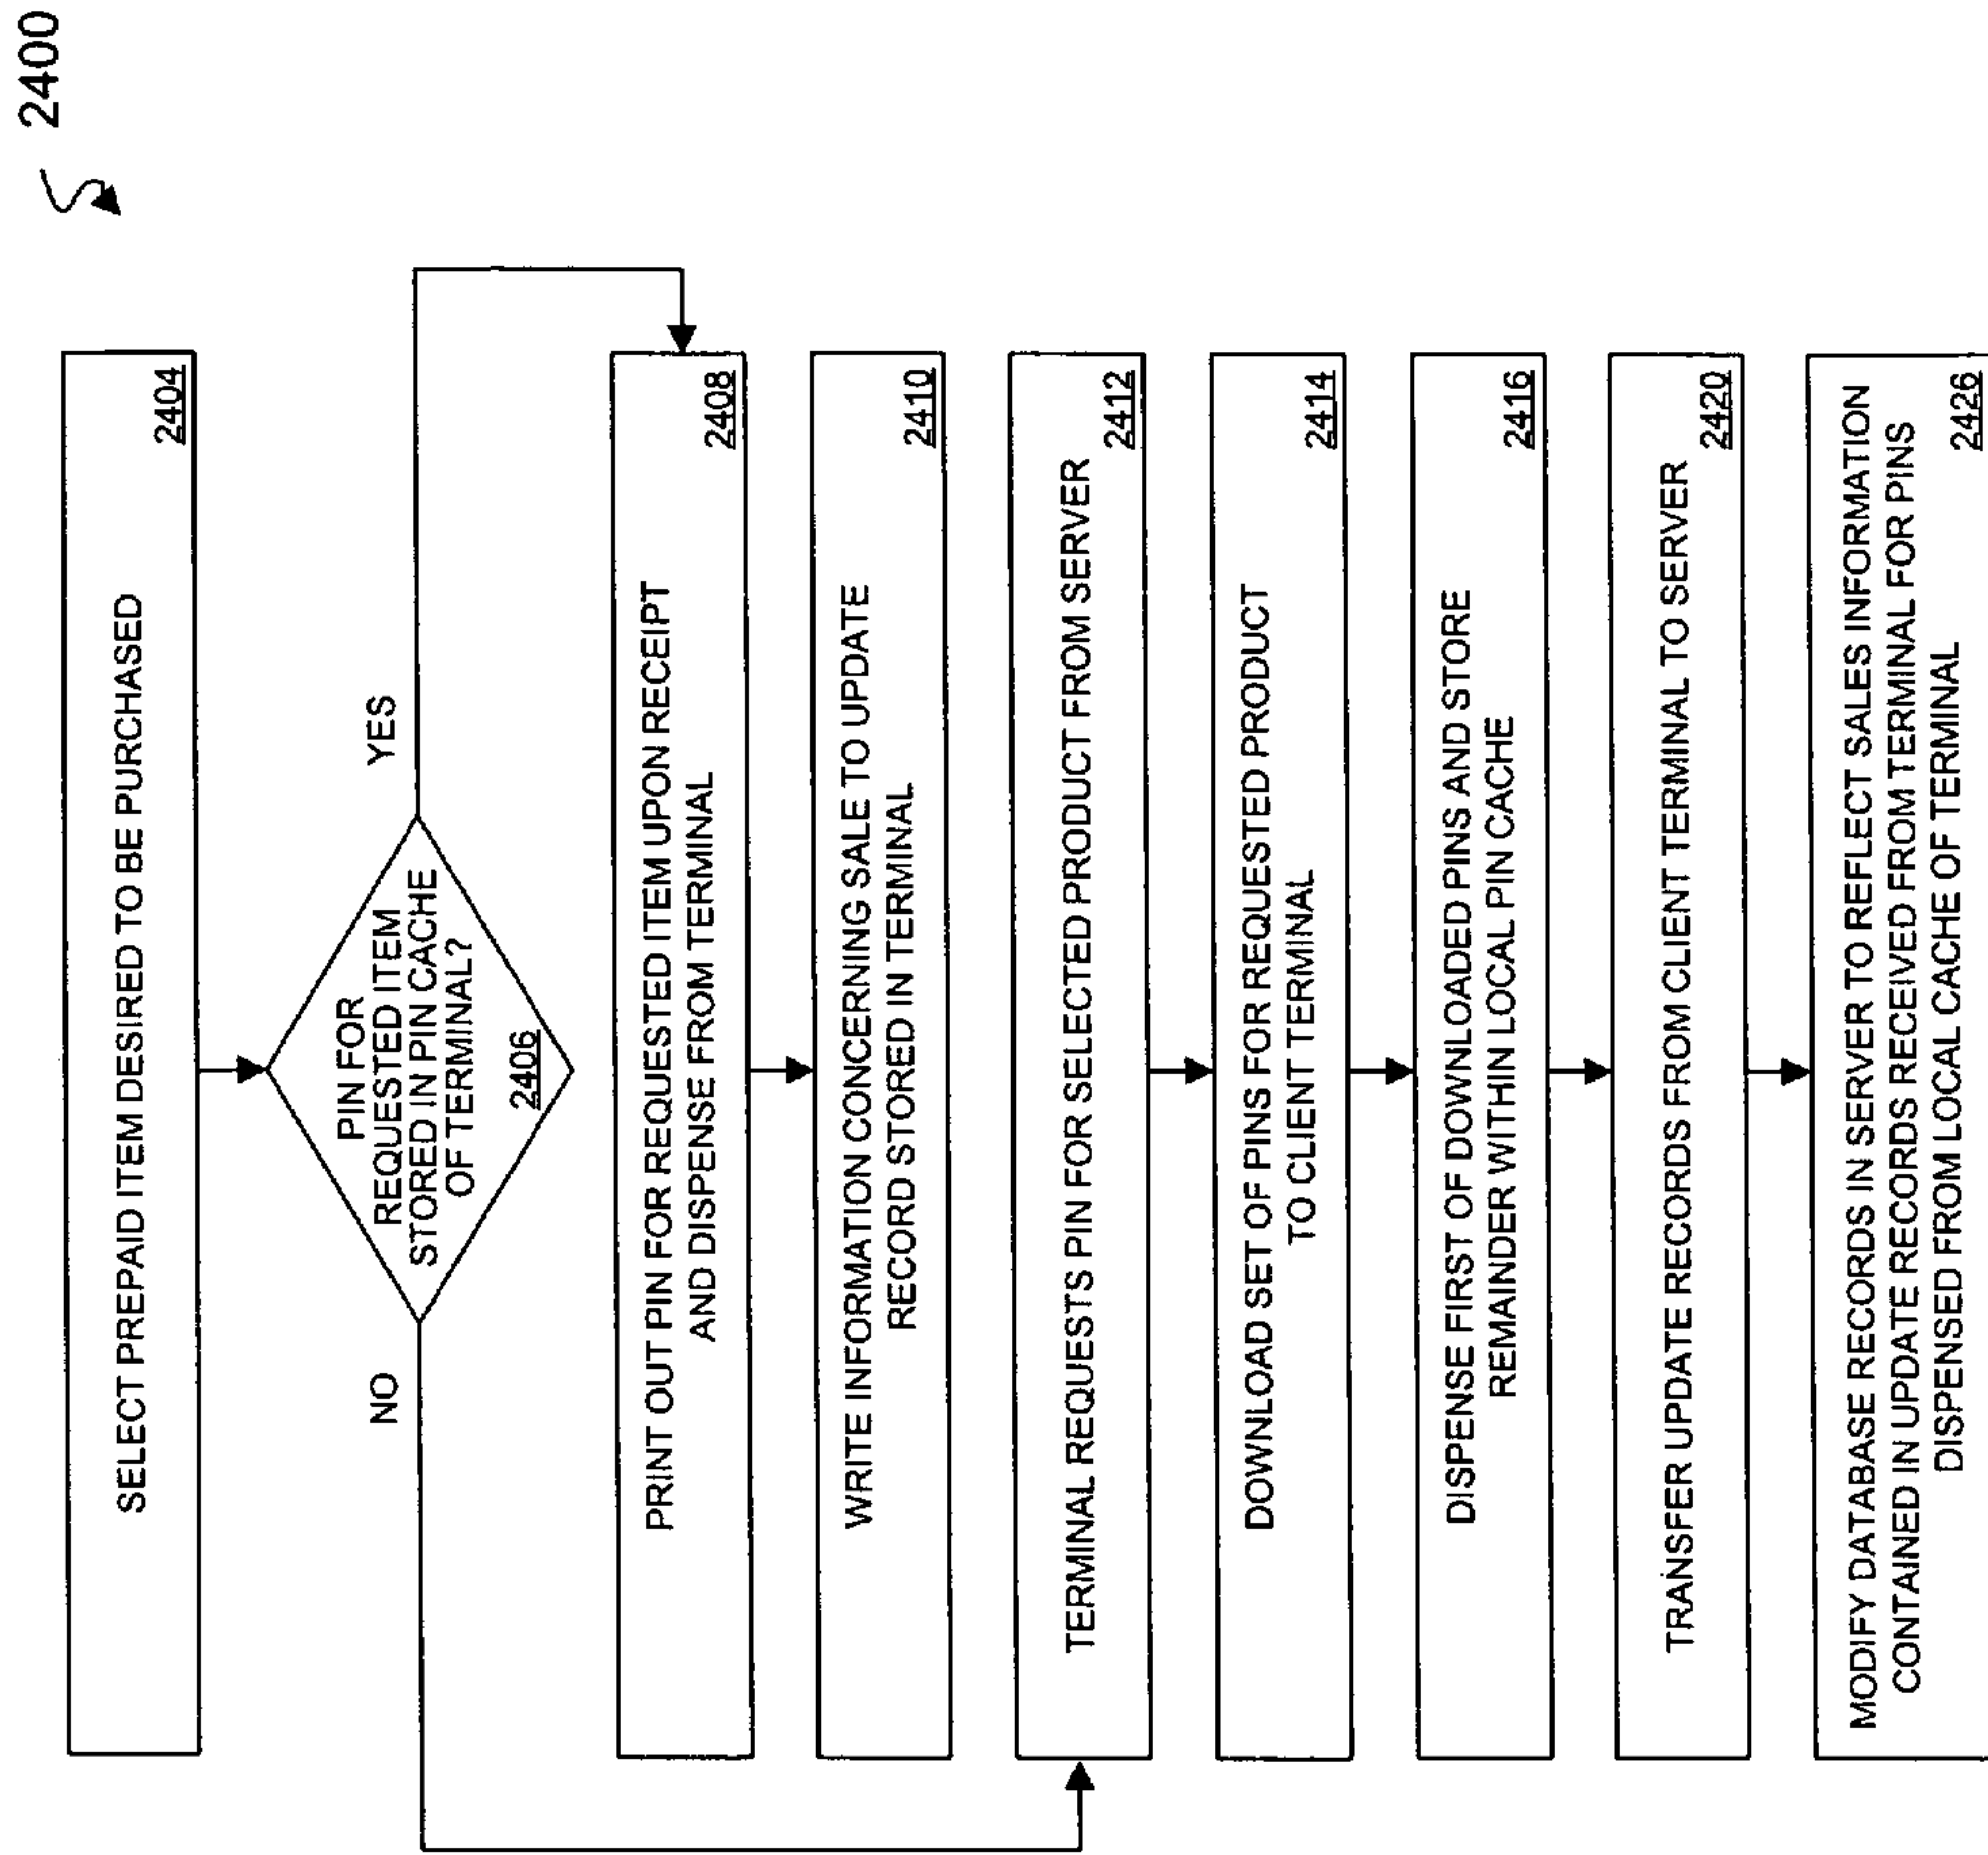 2400
SELECT PREPAID ITEM DESIRED TO BE PURCHASED
2404
PIN FOR
REQUESTED ITEM
STORED IN PIN CACHE
OF TERMINAL?
2406
YES
NO
PRINT OUT PIN FOR REQUESTED ITEM UPON RECEIPT
AND DISPENSE FROM TERMINAL
2408
WRITE INFORMATION CONCERNING SALE TO UPDATE
RECORD STORED IN TERMINAL
2410
TERMINAL REQUESTS PIN FOR SELECTED PRODUCT FROM SERVER
2412
DOWNLOAD SET OF PINS FOR REQUESTED PRODUCT
TO CLIENT TERMINAL
2414
DISPENSE FIRST OF DOWNLOADED PINS AND STORE
REMAINDER WITHIN LOCAL PIN CACHE
2416
TRANSFER UPDATE RECORDS FROM CLIENT TERMINAL TO SERVER
2420
MODIFY DATABASE RECORDS IN SERVER TO REFLECT SALES INFORMATION
CONTAINED IN UPDATE RECORDS RECEIVED FROM TERMINAL FOR PINS
DISPENSED FROM LOCAL CACHE OF TERMINAL
2426